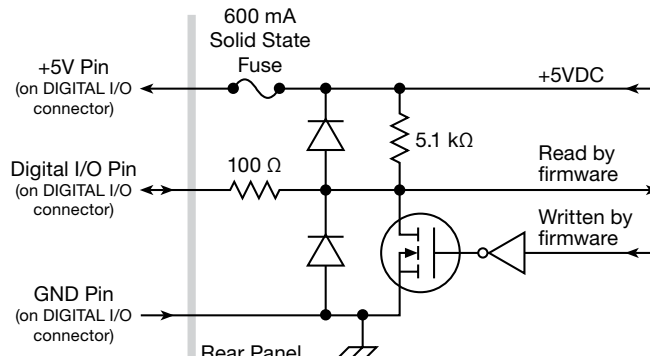 600 mA
Solid State
Fuse
+5V Pin
(on DIGITAL I/O
connector)
+5VDC
5.1 kΩ
Digital I/O Pin
(on DIGITAL I/O
connector)
100 Ω
Read by
firmware
Written by
firmware
GND Pin
(on DIGITAL I/O
connector)
Rear Panel